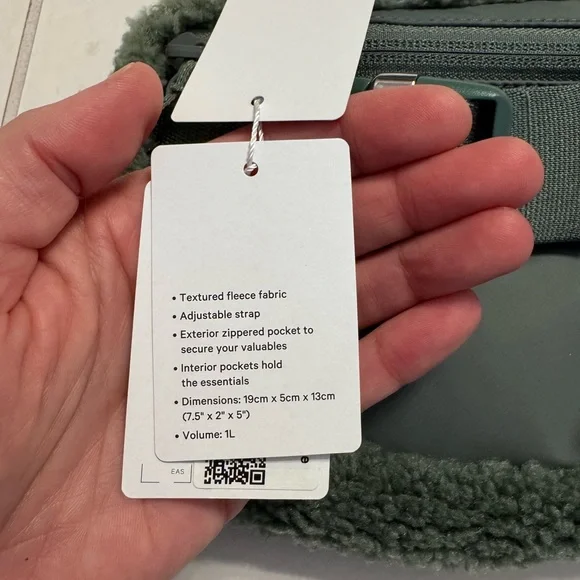 • Textured fleece fabric
• Adjustable strap
• Exterior zippered pocket to
secure your valuables
• Interior pockets hold
the essentials
• Dimensions: 19cm x 5cm x 13cm
(7.5" x 2" x 5")
• Volume: 1L
EAS